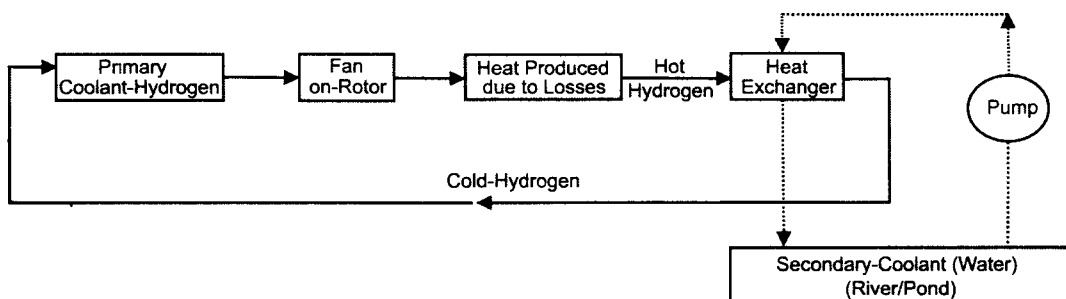 Primary
Coolant-Hydrogen
Fan
on-Rotor
Heat Produced
due to Losses
Hot
Hydrogen
Heat
Exchanger
Pump
Cold-Hydrogen
Secondary-Coolant (Water)
(River/Pond)